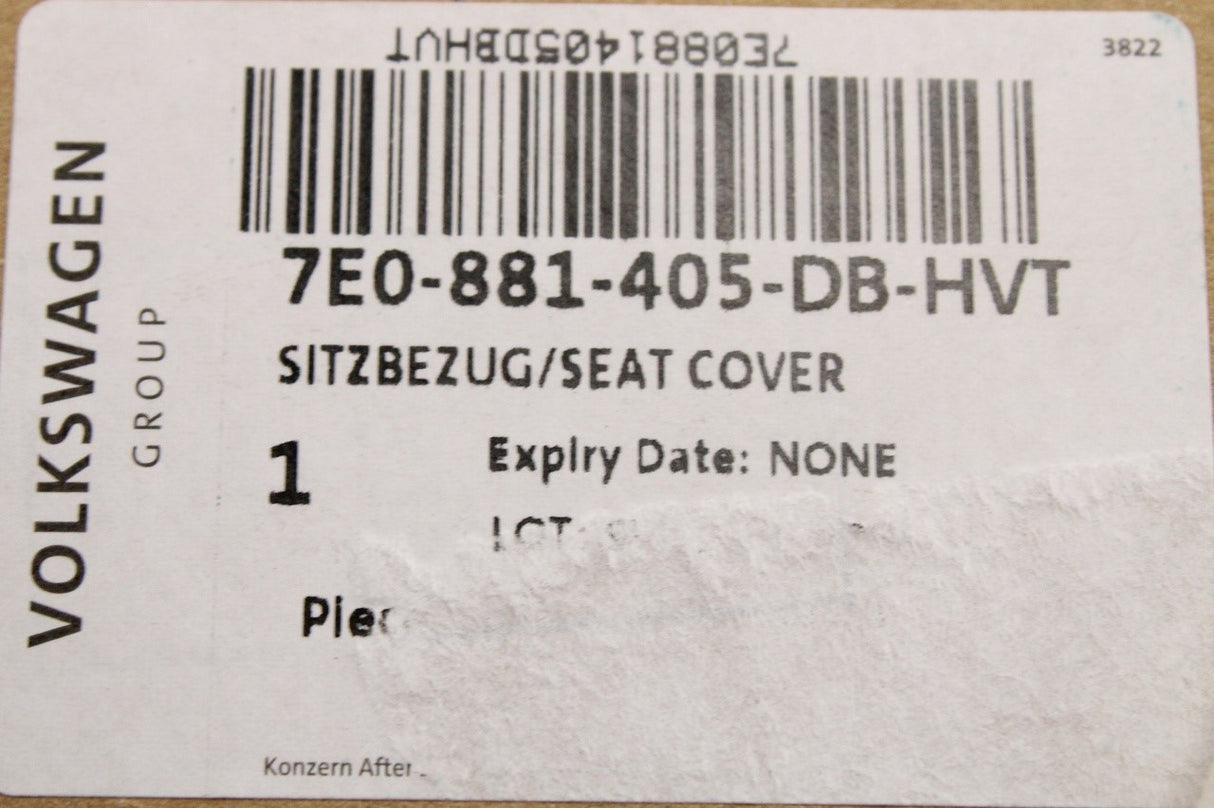 7E0881405DBHVT
3822
VOLKSWAGEN
GROUP
7E0-881-405-DB-HVT
SITZBEZUG/SEAT COVER
1
Expiry Date: NONE
Konzern After